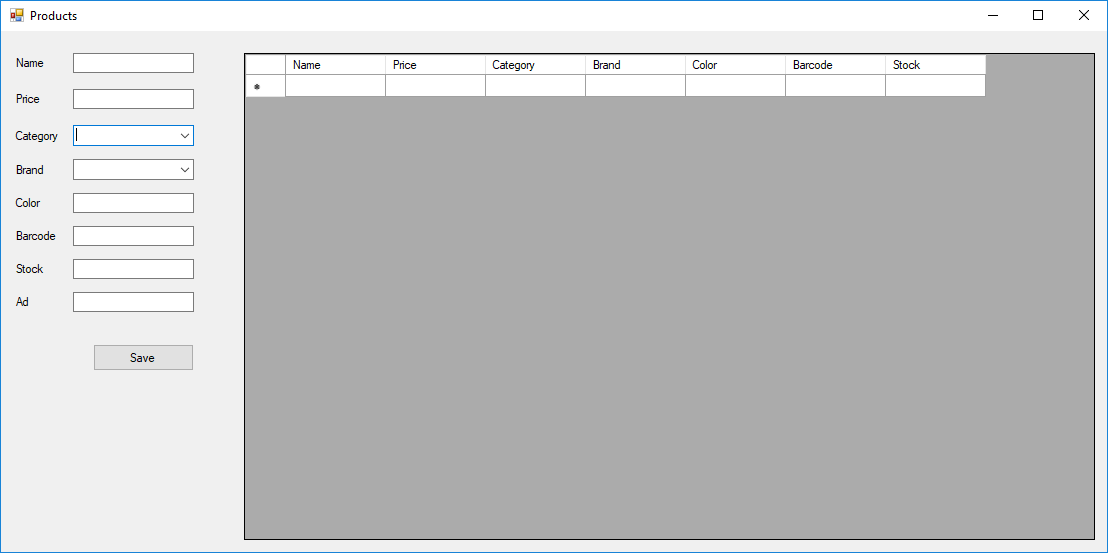 Products
Name
Price
Category
Brand
Color
Barcode
Stock
Ad
Save
Name Price Category Brand Color Barcode Stock